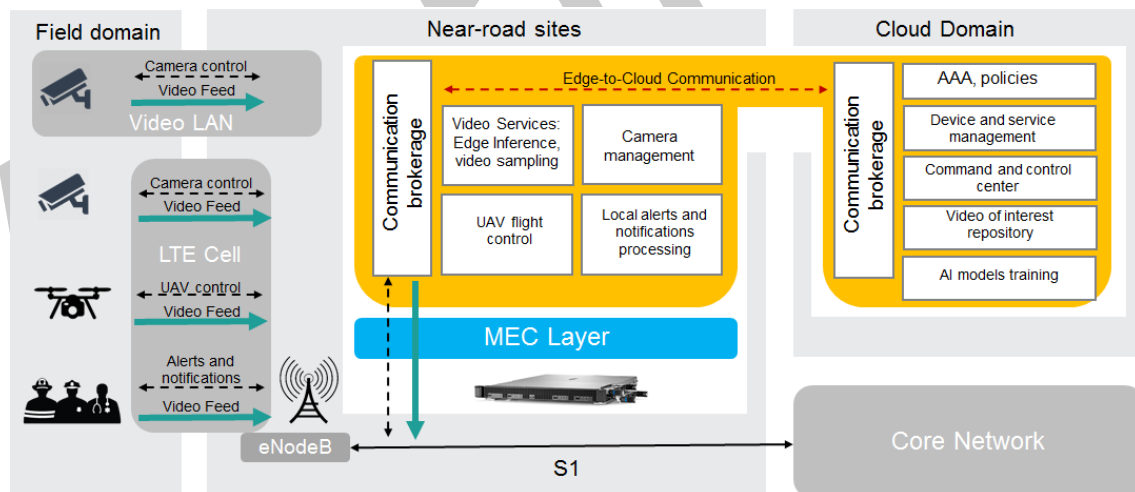 Field domain
Near-road sites
Cloud Domain
Camera control
Video Feed
Video LAN
Camera control
Video Feed
LTE Cell
UAV control
Video Feed
Alerts and
notifications
Video Feed
eNodeB
Communication
brokerage
Edge-to-Cloud Communication
Video Services:
Edge Inference,
video sampling
Camera
management
UAV flight
control
Local alerts and
notifications
processing
MEC Layer
S1
Communication
brokerage
AAA, policies
Device and service
management
Command and control
center
Video of interest
repository
AI models training
Core Network